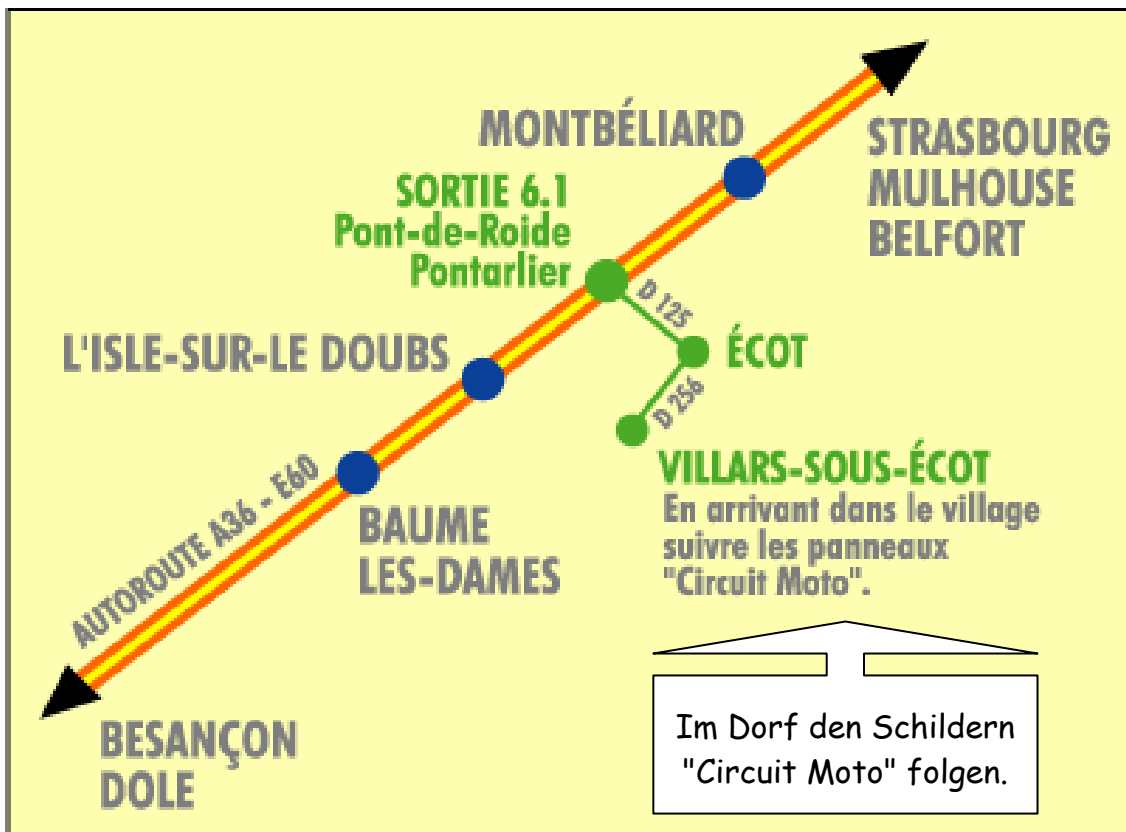 MONTBÉLIARD
STRASBOURG
MULHOUSE
BELFORT
SORTIE 6.1
Pont-de-Roide
Pontarlier
D 125
ÉCOT
L'ISLE-SUR-LE DOUBS
D 256
VILLARS-SOUS-ÉCOT
En arrivant dans le village
suivre les panneaux
"Circuit Moto".
AUTOROUTE A36 - E60
BAUME
LES-DAMES
BESANÇON
DOLE
Im Dorf den Schildern
"Circuit Moto" folgen.